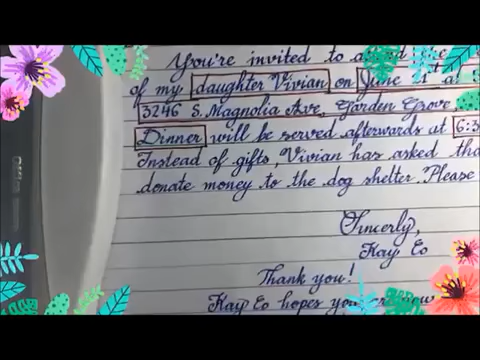 You're invited to
of my daughter Vivian on June 1st at
3246 S. Magnolia Ave, Garden Grove
Dinner will be served afterwards at 6:3
Instead of gifts, Vivian has asked tha
donate money to the dog shelter. Please
Sincerly,
Kay Eo
Thank you!
Kay Eo hopes you